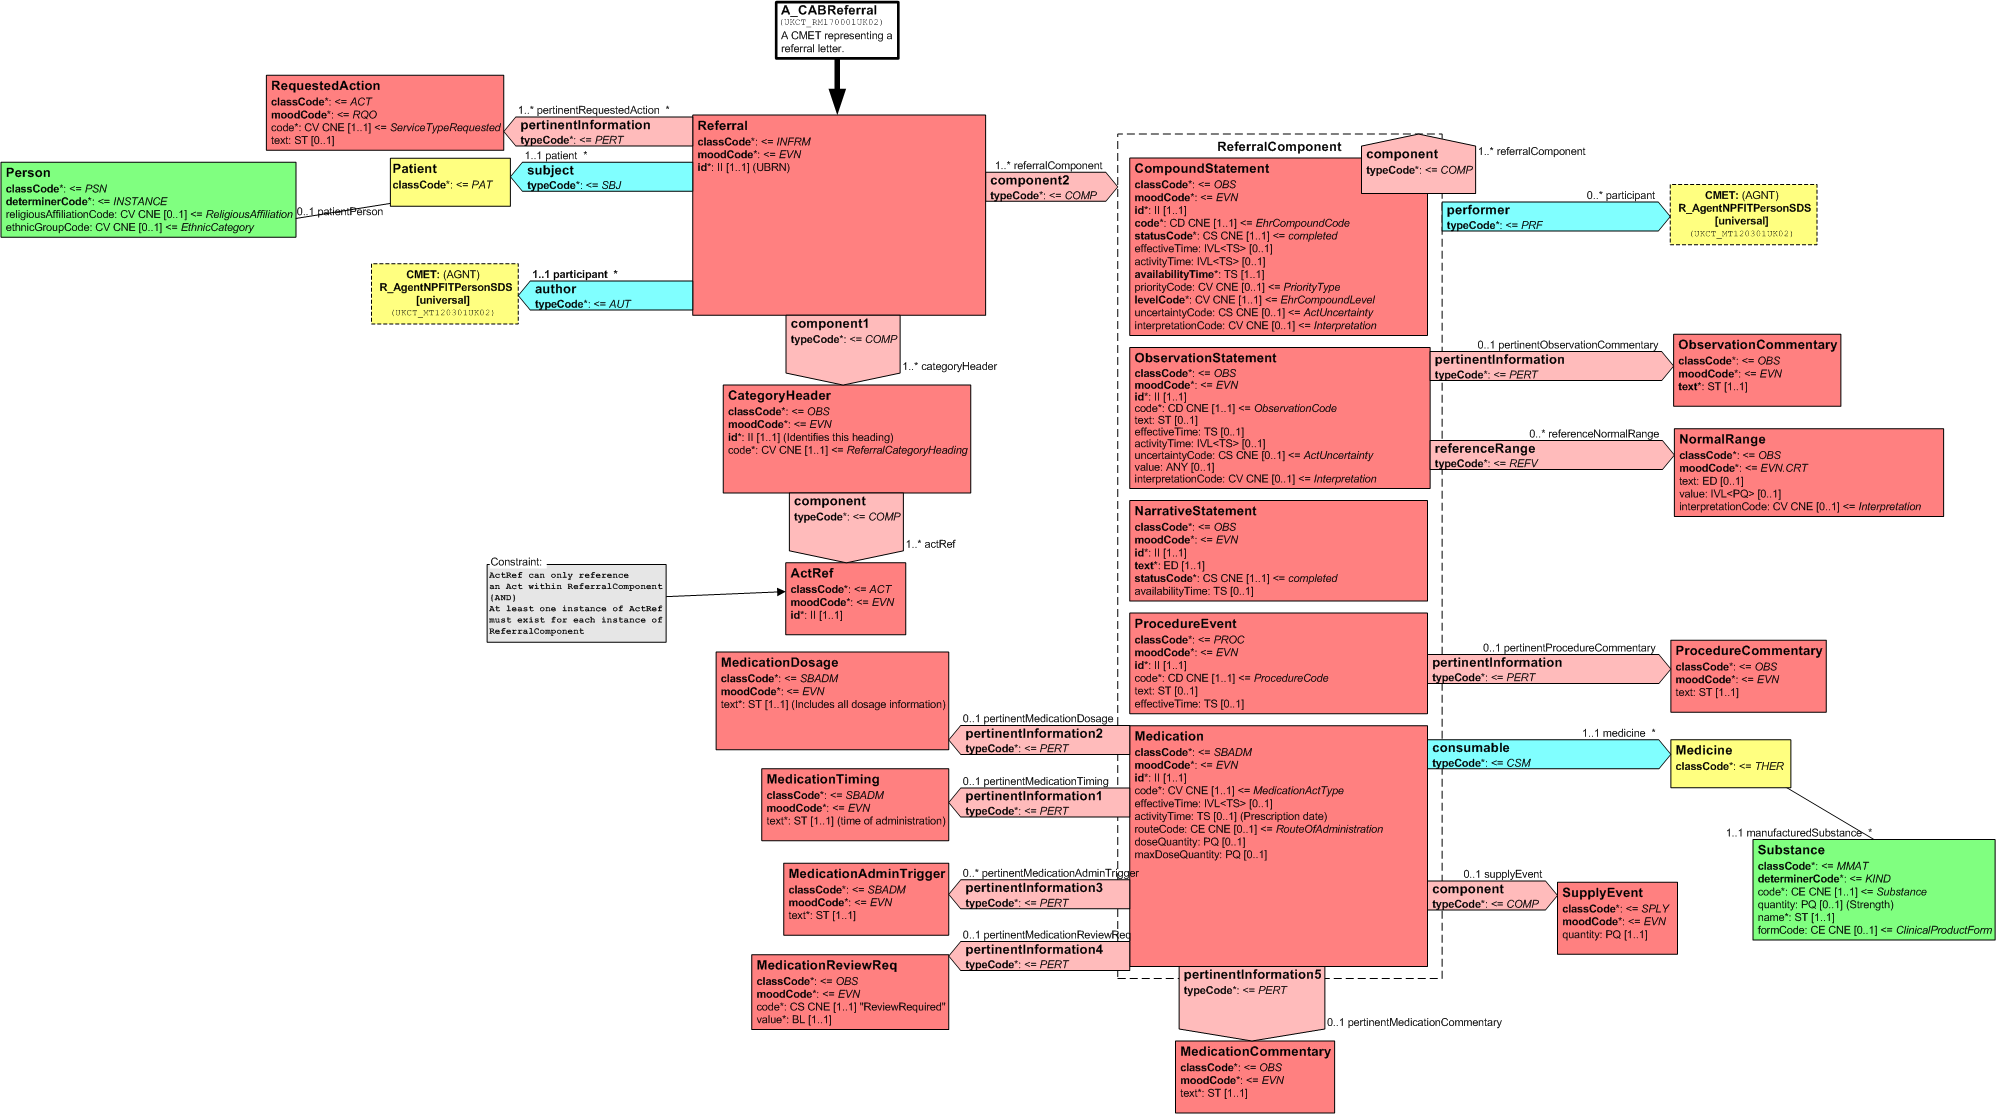 A_CABReferral
(UKCT_RM170001UK02)
A CMET representing a
referral letter.
RequestedAction
classCode*: <= ACT
moodCode*: <= RQO
code*: CV CNE [1..1] <= ServiceTypeRequested
text: ST [0..1]
1..* pertinentRequestedAction *
pertinentInformation
typeCode*: <= PERT
Referral
classCode*: <= INFRM
moodCode*: <= EVN
id*: II [1..1] (UBRN)
Person
classCode*: <= PSN
determinerCode*: <= INSTANCE
religiousAffiliationCode: CV CNE [0..1] <= ReligiousAffiliation
ethnicGroupCode: CV CNE [0..1] <= EthnicCategory
0..1 patientPerson
Patient
classCode*: <= PAT
1..1 patient *
subject
typeCode*: <= SBJ
CMET: (AGNT)
R_AgentNPFITPersonSDS
[universal]
(UKCT_MT120301UK02)
1..1 participant *
author
typeCode*: <= AUT
1..* referralComponent
component2
typeCode*: <= COMP
component1
typeCode*: <= COMP
1..* categoryHeader
CategoryHeader
classCode*: <= OBS
moodCode*: <= EVN
id*: II [1..1] (Identifies this heading)
code*: CV CNE [1..1] <= ReferralCategoryHeading
component
typeCode*: <= COMP
1..* actRef
Constraint:
ActRef can only reference
an Act within ReferralComponent
(AND)
At least one instance of ActRef
must exist for each instance of
ReferralComponent
ActRef
classCode*: <= ACT
moodCode*: <= EVN
id*: II [1..1]
ReferralComponent
component
typeCode*: <= COMP
1..* referralComponent
CompoundStatement
classCode*: <= OBS
moodCode*: <= EVN
id*: II [1..1]
code*: CD CNE [1..1] <= EhrCompoundCode
statusCode*: CS CNE [1..1] <= completed
effectiveTime: IVL<TS> [0..1]
activityTime: IVL<TS> [0..1]
availabilityTime*: TS [1..1]
priorityCode: CV CNE [0..1] <= PriorityType
levelCode*: CV CNE [1..1] <= EhrCompoundLevel
uncertaintyCode: CS CNE [0..1] <= ActUncertainty
interpretationCode: CV CNE [0..1] <= Interpretation
0..* participant
performer
typeCode*: <= PRF
CMET: (AGNT)
R_AgentNPFITPersonSDS
[universal]
(UKCT_MT120301UK02)
ObservationStatement
classCode*: <= OBS
moodCode*: <= EVN
id*: II [1..1]
code*: CD CNE [1..1] <= ObservationCode
text: ST [0..1]
effectiveTime: TS [0..1]
activityTime: IVL<TS> [0..1]
uncertaintyCode: CS CNE [0..1] <= ActUncertainty
value: ANY [0..1]
interpretationCode: CV CNE [0..1] <= Interpretation
0..1 pertinentObservationCommentary
pertinentInformation
typeCode*: <= PERT
ObservationCommentary
classCode*: <= OBS
moodCode*: <= EVN
text*: ST [1..1]
0..* referenceNormalRange
referenceRange
typeCode*: <= REFV
NormalRange
classCode*: <= OBS
moodCode*: <= EVN.CRT
text: ED [0..1]
value: IVL<PQ> [0..1]
interpretationCode: CV CNE [0..1] <= Interpretation
NarrativeStatement
classCode*: <= OBS
moodCode*: <= EVN
id*: II [1..1]
text*: ED [1..1]
statusCode*: CS CNE [1..1] <= completed
availabilityTime: TS [0..1]
ProcedureEvent
classCode*: <= PROC
moodCode*: <= EVN
id*: II [1..1]
code*: CD CNE [1..1] <= ProcedureCode
text: ST [0..1]
effectiveTime: TS [0..1]
0..1 pertinentProcedureCommentary
pertinentInformation
typeCode*: <= PERT
ProcedureCommentary
classCode*: <= OBS
moodCode*: <= EVN
text: ST [1..1]
MedicationDosage
classCode*: <= SBADM
moodCode*: <= EVN
text*: ST [1..1] (Includes all dosage information)
0..1 pertinentMedicationDosage
pertinentInformation2
typeCode*: <= PERT
Medication
classCode*: <= SBADM
moodCode*: <= EVN
id*: II [1..1]
code*: CV CNE [1..1] <= MedicationActType
effectiveTime: IVL<TS> [0..1]
activityTime: TS [0..1] (Prescription date)
routeCode: CE CNE [0..1] <= RouteOfAdministration
doseQuantity: PQ [0..1]
maxDoseQuantity: PQ [0..1]
1..1 medicine *
consumable
typeCode*: <= CSM
Medicine
classCode*: <= THER
MedicationTiming
classCode*: <= SBADM
moodCode*: <= EVN
text*: ST [1..1] (time of administration)
0..1 pertinentMedicationTiming
pertinentInformation1
typeCode*: <= PERT
1..1 manufacturedSubstance *
Substance
classCode*: <= MMAT
determinerCode*: <= KIND
code*: CE CNE [1..1] <= Substance
quantity: PQ [0..1] (Strength)
name*: ST [1..1]
formCode: CE CNE [0..1] <= ClinicalProductForm
MedicationAdminTrigger
classCode*: <= SBADM
moodCode*: <= EVN
text*: ST [1..1]
0..* pertinentMedicationAdminTrigger
pertinentInformation3
typeCode*: <= PERT
0..1 supplyEvent
component
typeCode*: <= COMP
SupplyEvent
classCode*: <= SPLY
moodCode*: <= EVN
quantity: PQ [1..1]
MedicationReviewReq
classCode*: <= OBS
moodCode*: <= EVN
code*: CS CNE [1..1] "ReviewRequired"
value*: BL [1..1]
0..1 pertinentMedicationReviewReq
pertinentInformation4
typeCode*: <= PERT
pertinentInformation5
typeCode*: <= PERT
0..1 pertinentMedicationCommentary
MedicationCommentary
classCode*: <= OBS
moodCode*: <= EVN
text*: ST [1..1]